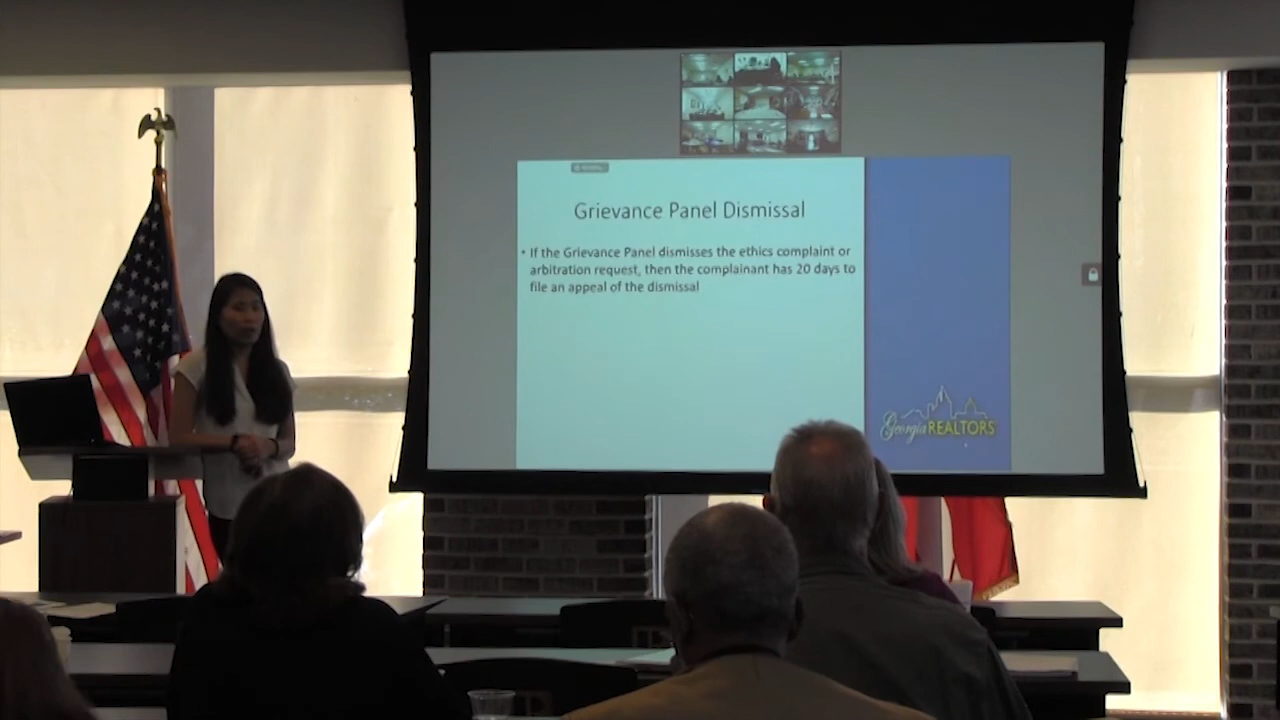 Grievance Panel Dismissal
• If the Grievance Panel dismisses the ethics complaint or
arbitration request, then the complainant has 20 days to
file an appeal of the dismissal
GeorgiaREALTORS